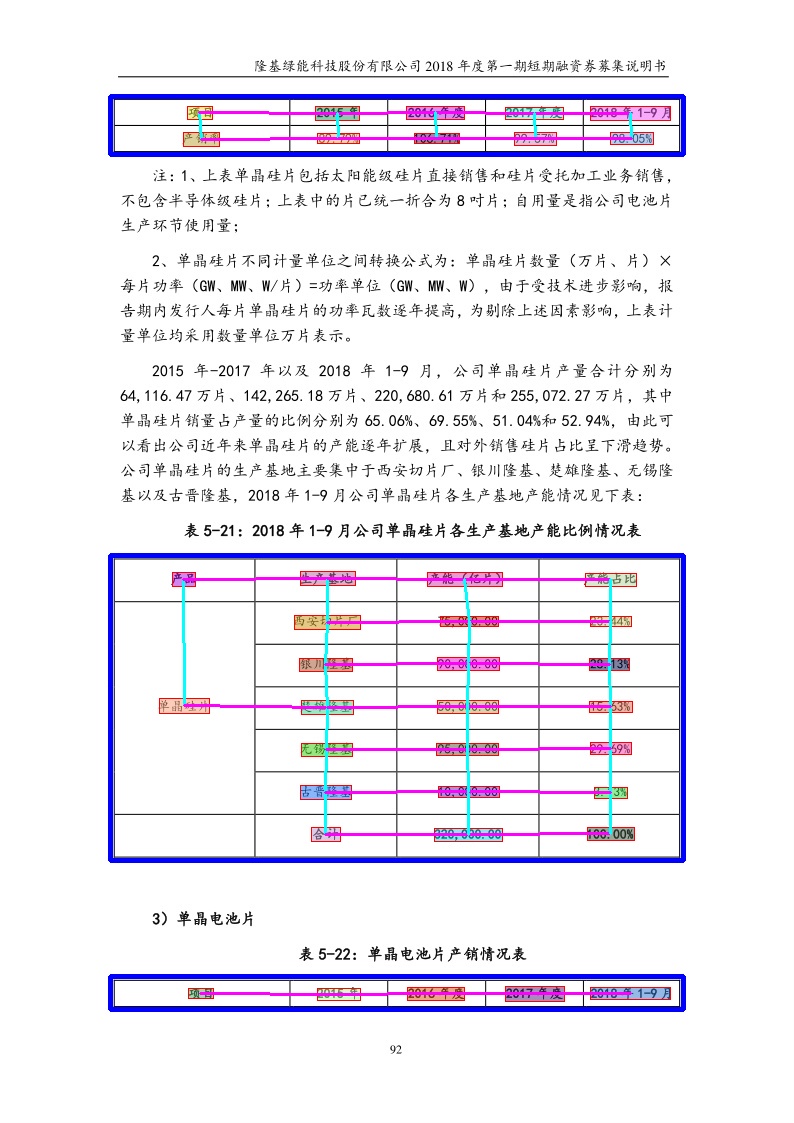 隆基绿能科技股份有限公司 2018 年度第一期短期融资券募集说明书
项目 2015 年 2016 年度 2017 年度 2018 年 1-9 月
产销率
注：1、上表单晶硅片包括太阳能级硅片直接销售和硅片受托加工业务销售，
不包含半导体级硅片；上表中的片已统一折合为 8 吋片；自用量是指公司电池片
生产环节使用量；
2、单晶硅片不同计量单位之间转换公式为：单晶硅片数量（万片、片）×
每片功率（GW、MW、W/片）=功率单位（GW、MW、W），由于受技术进步影响，报
告期内发行人每片单晶硅片的功率瓦数逐年提高，为剔除上述因素影响，上表计
量单位均采用数量单位万片表示。
2015 年-2017 年以及 2018 年 1-9 月，公司单晶硅片产量合计分别为
64,116.47 万片、142,265.18 万片、220,680.61 万片和 255,072.27 万片，其中
单晶硅片销量占产量的比例分别为 65.06%、69.55%、51.04%和 52.94%，由此可
以看出公司近年来单晶硅片的产能逐年扩展，且对外销售硅片占比呈下滑趋势。
公司单晶硅片的生产基地主要集中于西安切片厂、银川隆基、楚雄隆基、无锡隆
基以及古晋隆基，2018 年 1-9 月公司单晶硅片各生产基地产能情况见下表：
表 5-21：2018 年 1-9 月公司单晶硅片各生产基地产能比例情况表
产品 生产基地 产能（亿片） 产能占比
西安切片厂 75,000.00 23.44%
银川隆基 90,000.00 28.13%
单晶硅片 楚雄隆基 50,000.00 15.63%
无锡隆基 95,000.00 29.69%
古晋隆基 10,000.00 3.13%
合计 320,000.00 100.00%
3）单晶电池片
表 5-22：单晶电池片产销情况表
项目 2015 年 2016 年度 2017 年度 2018 年 1-9 月
92